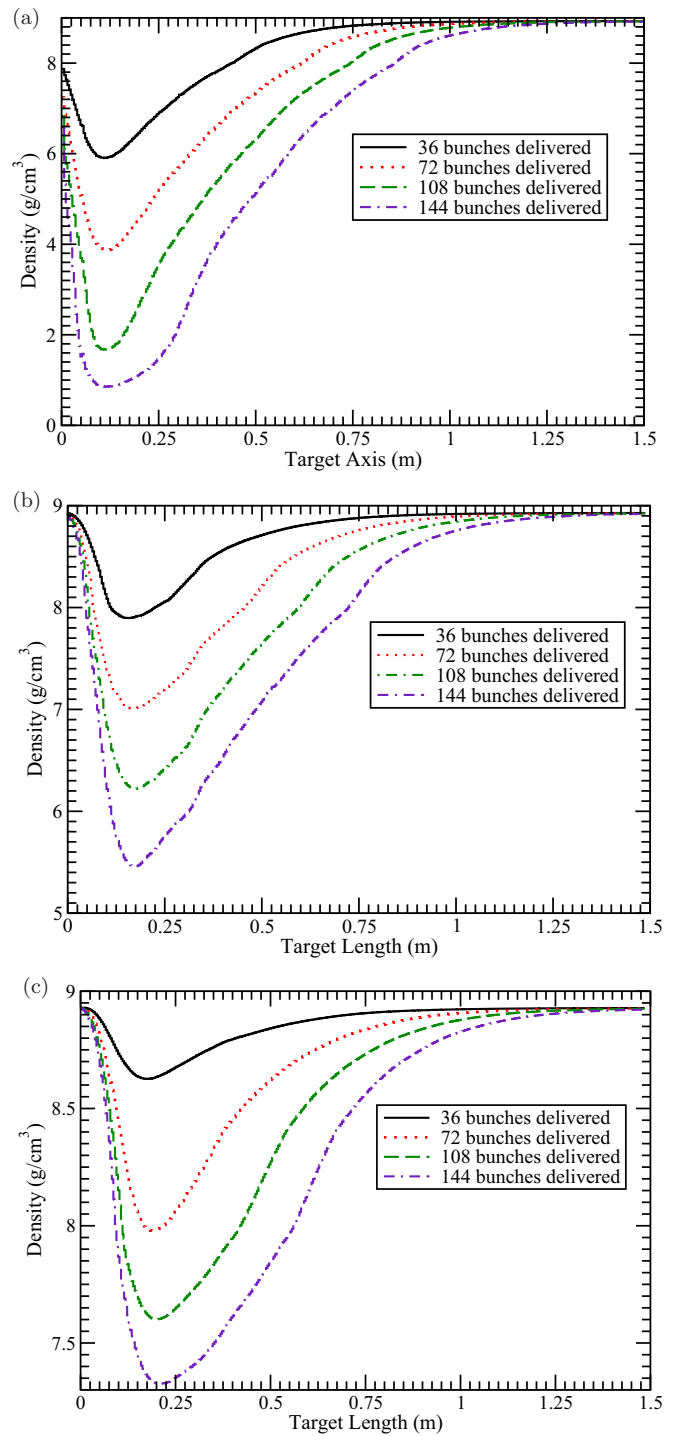 (a)
8
6
4
2
0
Density (g/cm³)
36 bunches delivered
72 bunches delivered
108 bunches delivered
144 bunches delivered
0 0.25 0.5 0.75 1 1.25 1.5
Target Axis (m)
(b)
9
8
7
6
5
Density (g/cm³)
36 bunches delivered
72 bunches delivered
108 bunches delivered
144 bunches delivered
0 0.25 0.5 0.75 1 1.25 1.5
Target Length (m)
(c)
9
8.5
8
7.5
Density (g/cm³)
36 bunches delivered
72 bunches delivered
108 bunches delivered
144 bunches delivered
0 0.25 0.5 0.75 1 1.25 1.5
Target Length (m)